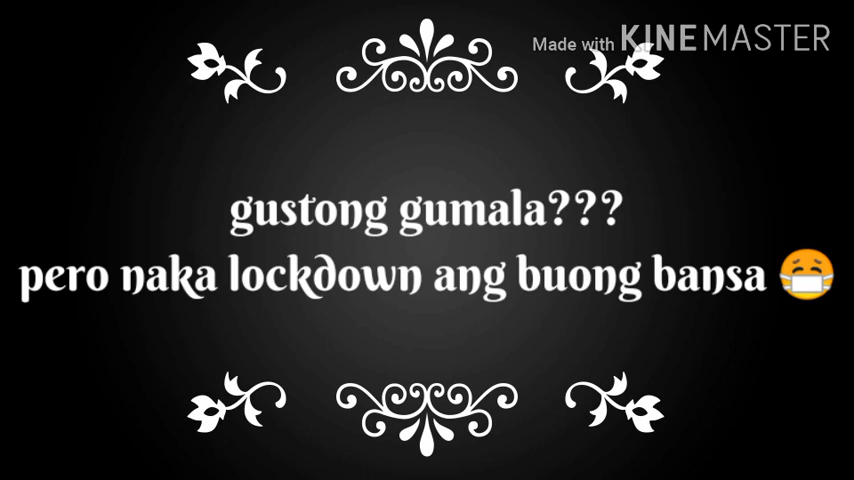 Made with KINEMASTER
gustong gumala???
pero naka lockdown ang buong bansa 😷